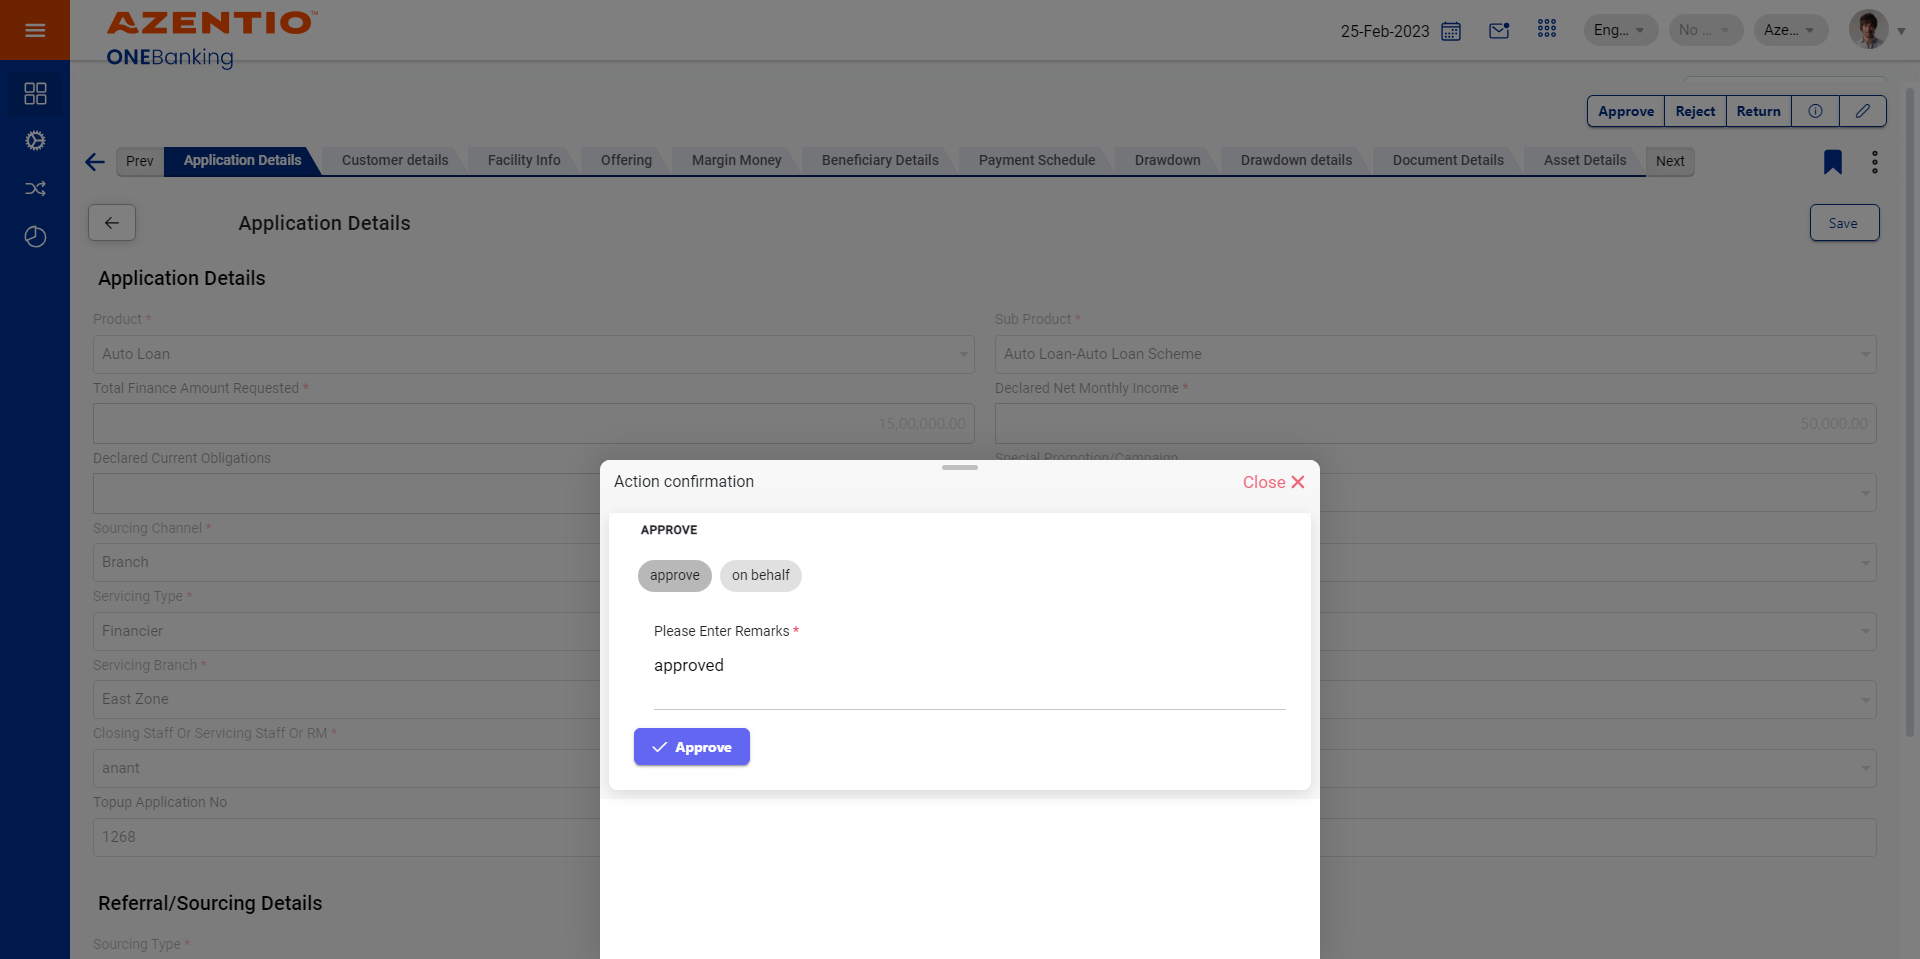 AZENTIO™
ONEBanking
25-Feb-2023
Eng...
No ...
Aze...
Approve
Reject
Return
Prev
Application Details
Customer details
Facility Info
Offering
Margin Money
Beneficiary Details
Payment Schedule
Drawdown
Drawdown details
Document Details
Asset Details
Next
Application Details
Save
Application Details
Product *
Sub Product *
Auto Loan
Auto Loan-Auto Loan Scheme
Total Finance Amount Requested *
Declared Net Monthly Income *
15,00,000.00
50,000.00
Declared Current Obligations
Special Promotion/Campaign
Sourcing Channel *
Branch
Servicing Type *
Financier
Servicing Branch *
East Zone
Closing Staff Or Servicing Staff Or RM *
anant
Topup Application No
1268
Referral/Sourcing Details
Sourcing Type *
Action confirmation
Close
APPROVE
approve
on behalf
Please Enter Remarks *
approved
Approve